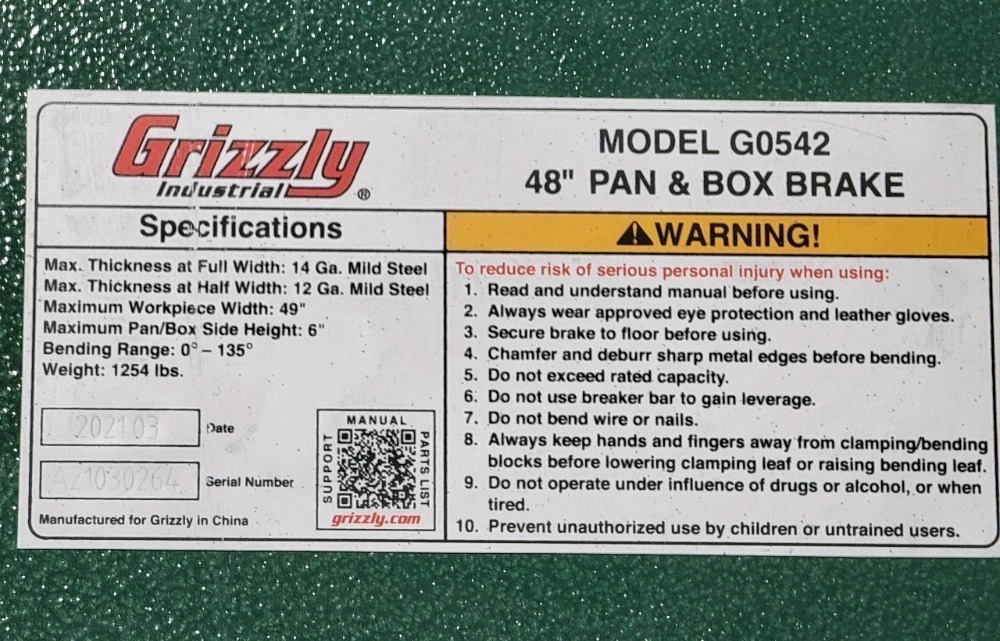 Grizzly
Industrial®
MODEL G0542
48" PAN & BOX BRAKE
Specifications
Max. Thickness at Full Width: 14 Ga. Mild Steel
Max. Thickness at Half Width: 12 Ga. Mild Steel
Maximum Workpiece Width: 49"
Maximum Pan/Box Side Height: 6"
Bending Range: 0° – 135°
Weight: 1254 lbs.
202103 Date
A21030264 Serial Number
Manufactured for Grizzly in China
MANUAL
SUPPORT
PARTS LIST
grizzly.com
⚠WARNING!
To reduce risk of serious personal injury when using:
1. Read and understand manual before using.
2. Always wear approved eye protection and leather gloves.
3. Secure brake to floor before using.
4. Chamfer and deburr sharp metal edges before bending.
5. Do not exceed rated capacity.
6. Do not use breaker bar to gain leverage.
7. Do not bend wire or nails.
8. Always keep hands and fingers away from clamping/bending
blocks before lowering clamping leaf or raising bending leaf.
9. Do not operate under influence of drugs or alcohol, or when
tired.
10. Prevent unauthorized use by children or untrained users.